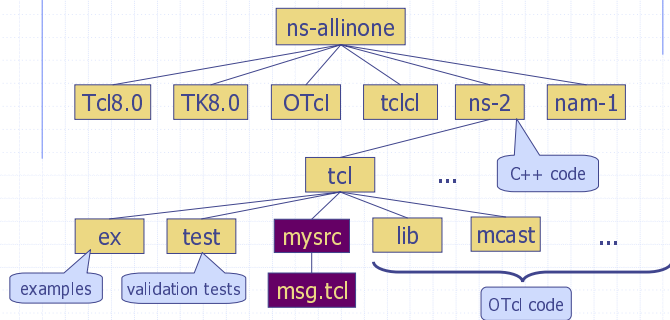 ns-allinone
Tcl8.0 TK8.0 OTcl tclcl ns-2 nam-1
tcl ... C++ code
ex test mysrc lib mcast ...
examples validation tests msg.tcl OTcl code